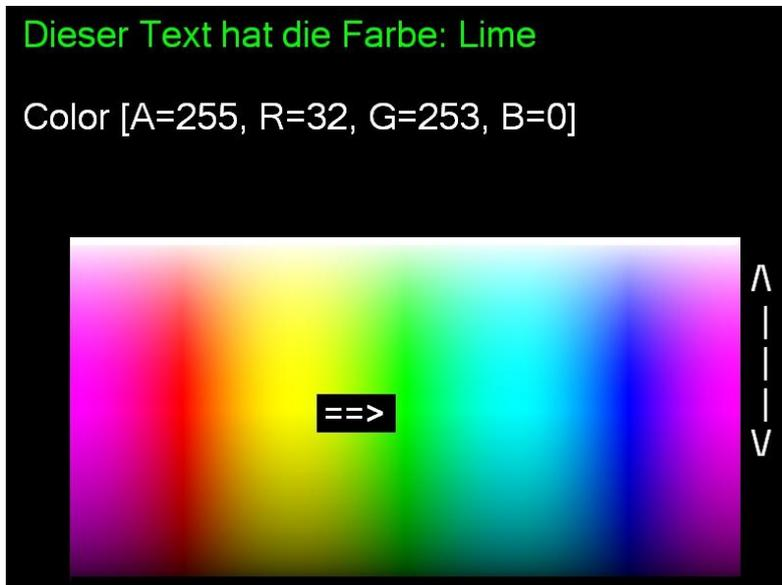 Dieser Text hat die Farbe: Lime
Color [A=255, R=32, G=253, B=0]
==>